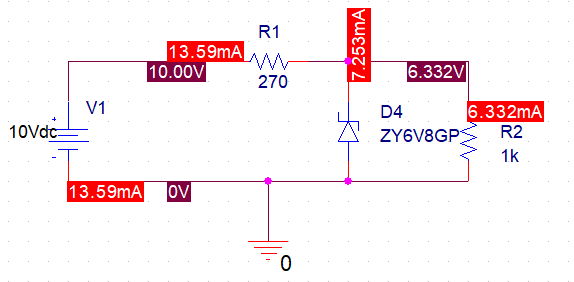 R1
13.59mA
7.253mA
10.00V
270
6.332V
V1
10Vdc
D4
ZY6V8GP
6.332mA
R2
1k
13.59mA
0V
0